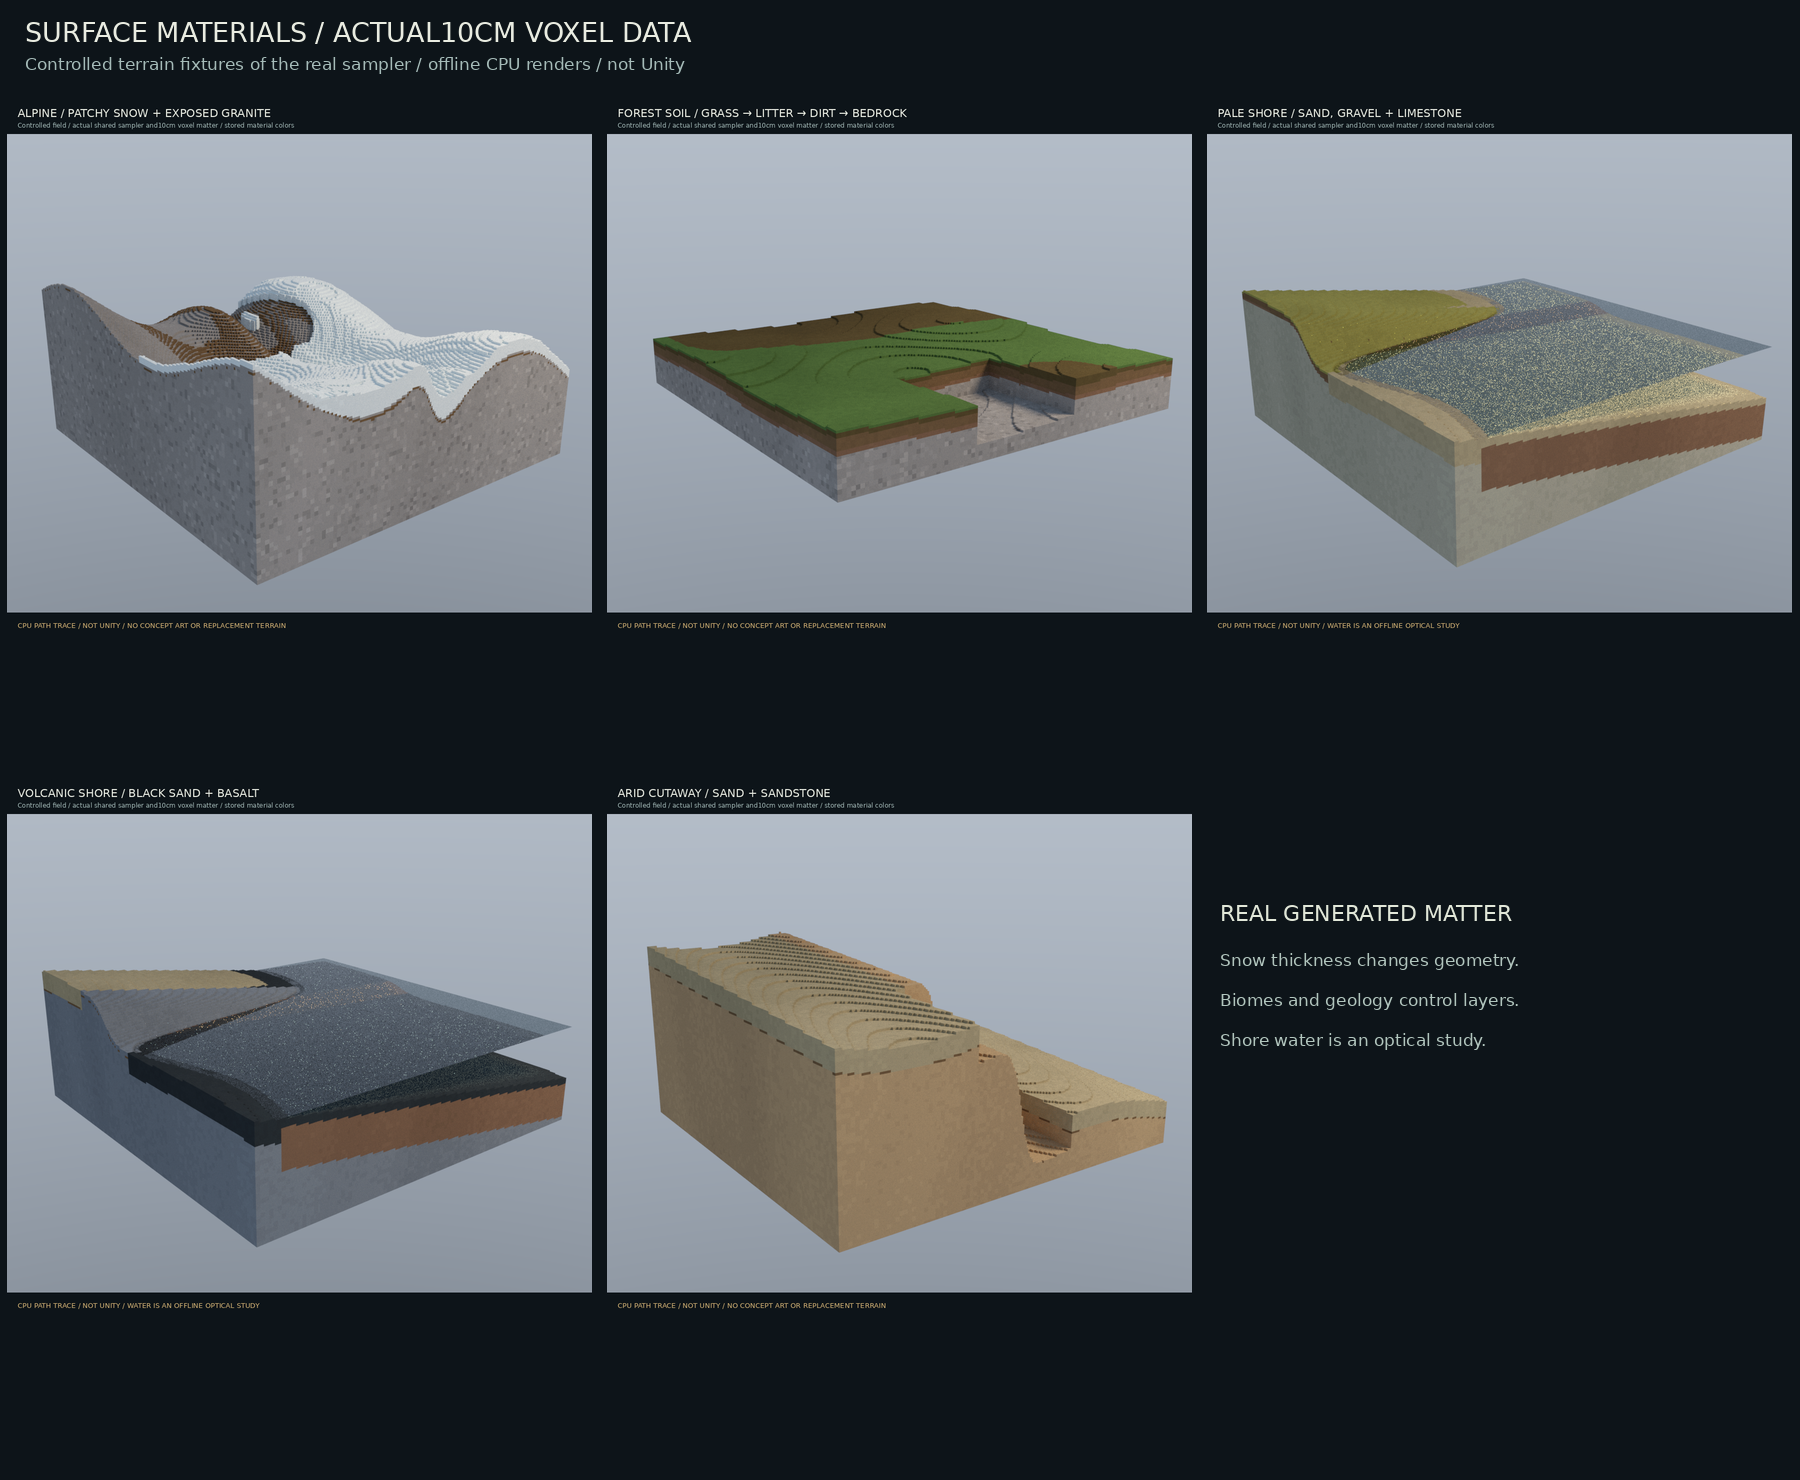 SURFACE MATERIALS / ACTUAL10CM VOXEL DATA
Controlled terrain fixtures of the real sampler / offline CPU renders / not Unity
ALPINE / PATCHY SNOW + EXPOSED GRANITE
Controlled field / actual shared sampler and10cm voxel matter / stored material colors
FOREST SOIL / GRASS → LITTER → DIRT → BEDROCK
Controlled field / actual shared sampler and10cm voxel matter / stored material colors
PALE SHORE / SAND, GRAVEL + LIMESTONE
Controlled field / actual shared sampler and10cm voxel matter / stored material colors
CPU PATH TRACE / NOT UNITY / NO CONCEPT ART OR REPLACEMENT TERRAIN
CPU PATH TRACE / NOT UNITY / NO CONCEPT ART OR REPLACEMENT TERRAIN
CPU PATH TRACE / NOT UNITY / WATER IS AN OFFLINE OPTICAL STUDY
VOLCANIC SHORE / BLACK SAND + BASALT
Controlled field / actual shared sampler and10cm voxel matter / stored material colors
ARID CUTAWAY / SAND + SANDSTONE
Controlled field / actual shared sampler and10cm voxel matter / stored material colors
REAL GENERATED MATTER
Snow thickness changes geometry.
Biomes and geology control layers.
Shore water is an optical study.
CPU PATH TRACE / NOT UNITY / WATER IS AN OFFLINE OPTICAL STUDY
CPU PATH TRACE / NOT UNITY / NO CONCEPT ART OR REPLACEMENT TERRAIN